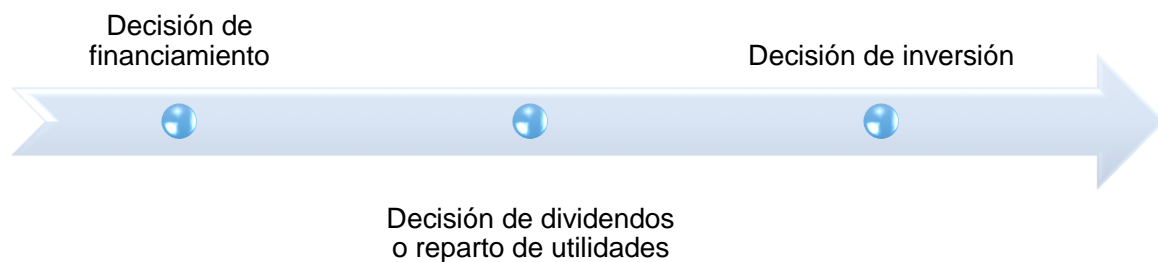 Decisión de
financiamiento
Decisión de dividendos
o reparto de utilidades
Decisión de inversión